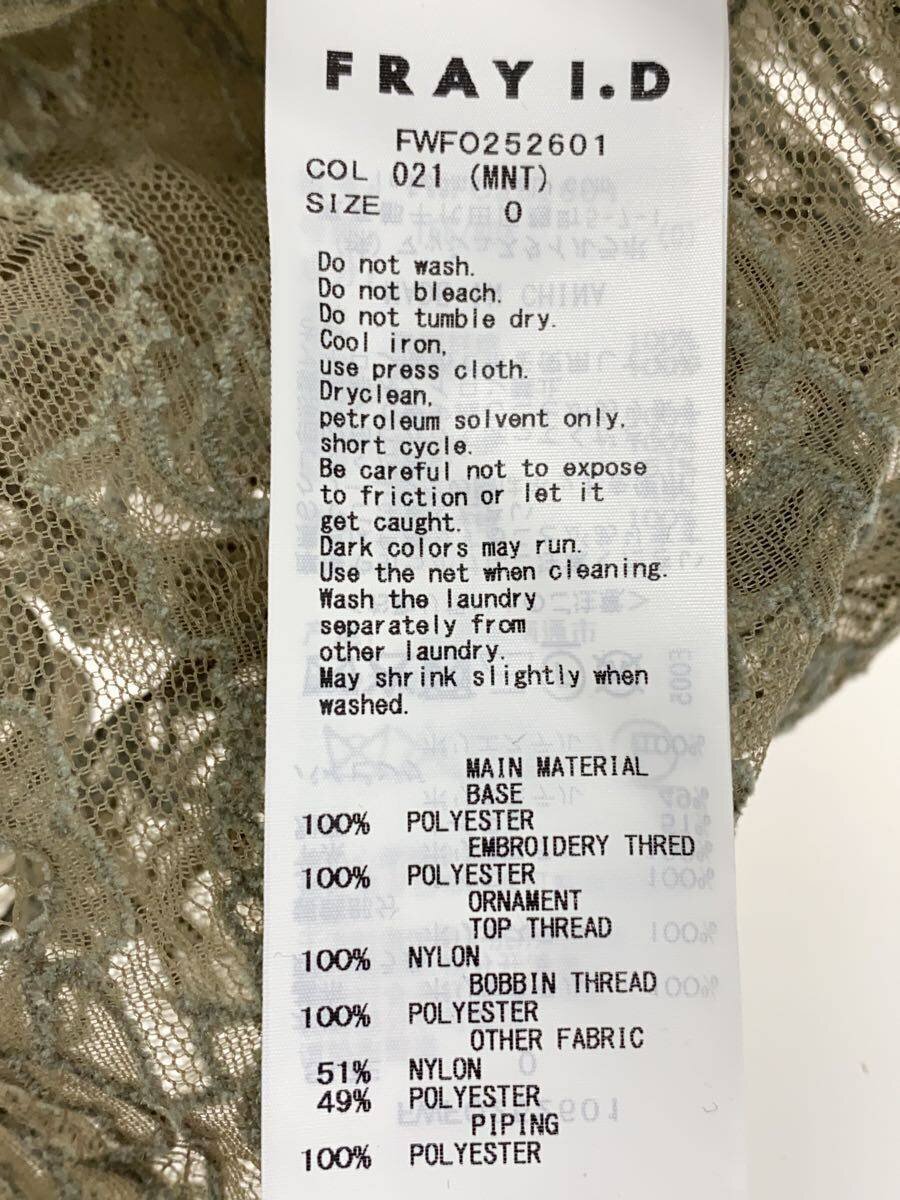 FRAY I.D
FWFO252601
COL 021 (MNT)
SIZE 0
Do not wash.
Do not bleach.
Do not tumble dry.
Cool iron,
use press cloth.
Dryclean,
petroleum solvent only,
short cycle.
Be careful not to expose
to friction or let it
get caught.
Dark colors may run.
Use the net when cleaning.
Wash the laundry
separately from
other laundry.
May shrink slightly when
washed.
MAIN MATERIAL
BASE
100% POLYESTER
EMBROIDERY THRED
100% POLYESTER
ORNAMENT
TOP THREAD
100% NYLON
BOBBIN THREAD
100% POLYESTER
OTHER FABRIC
51% NYLON
49% POLYESTER
PIPING
100% POLYESTER